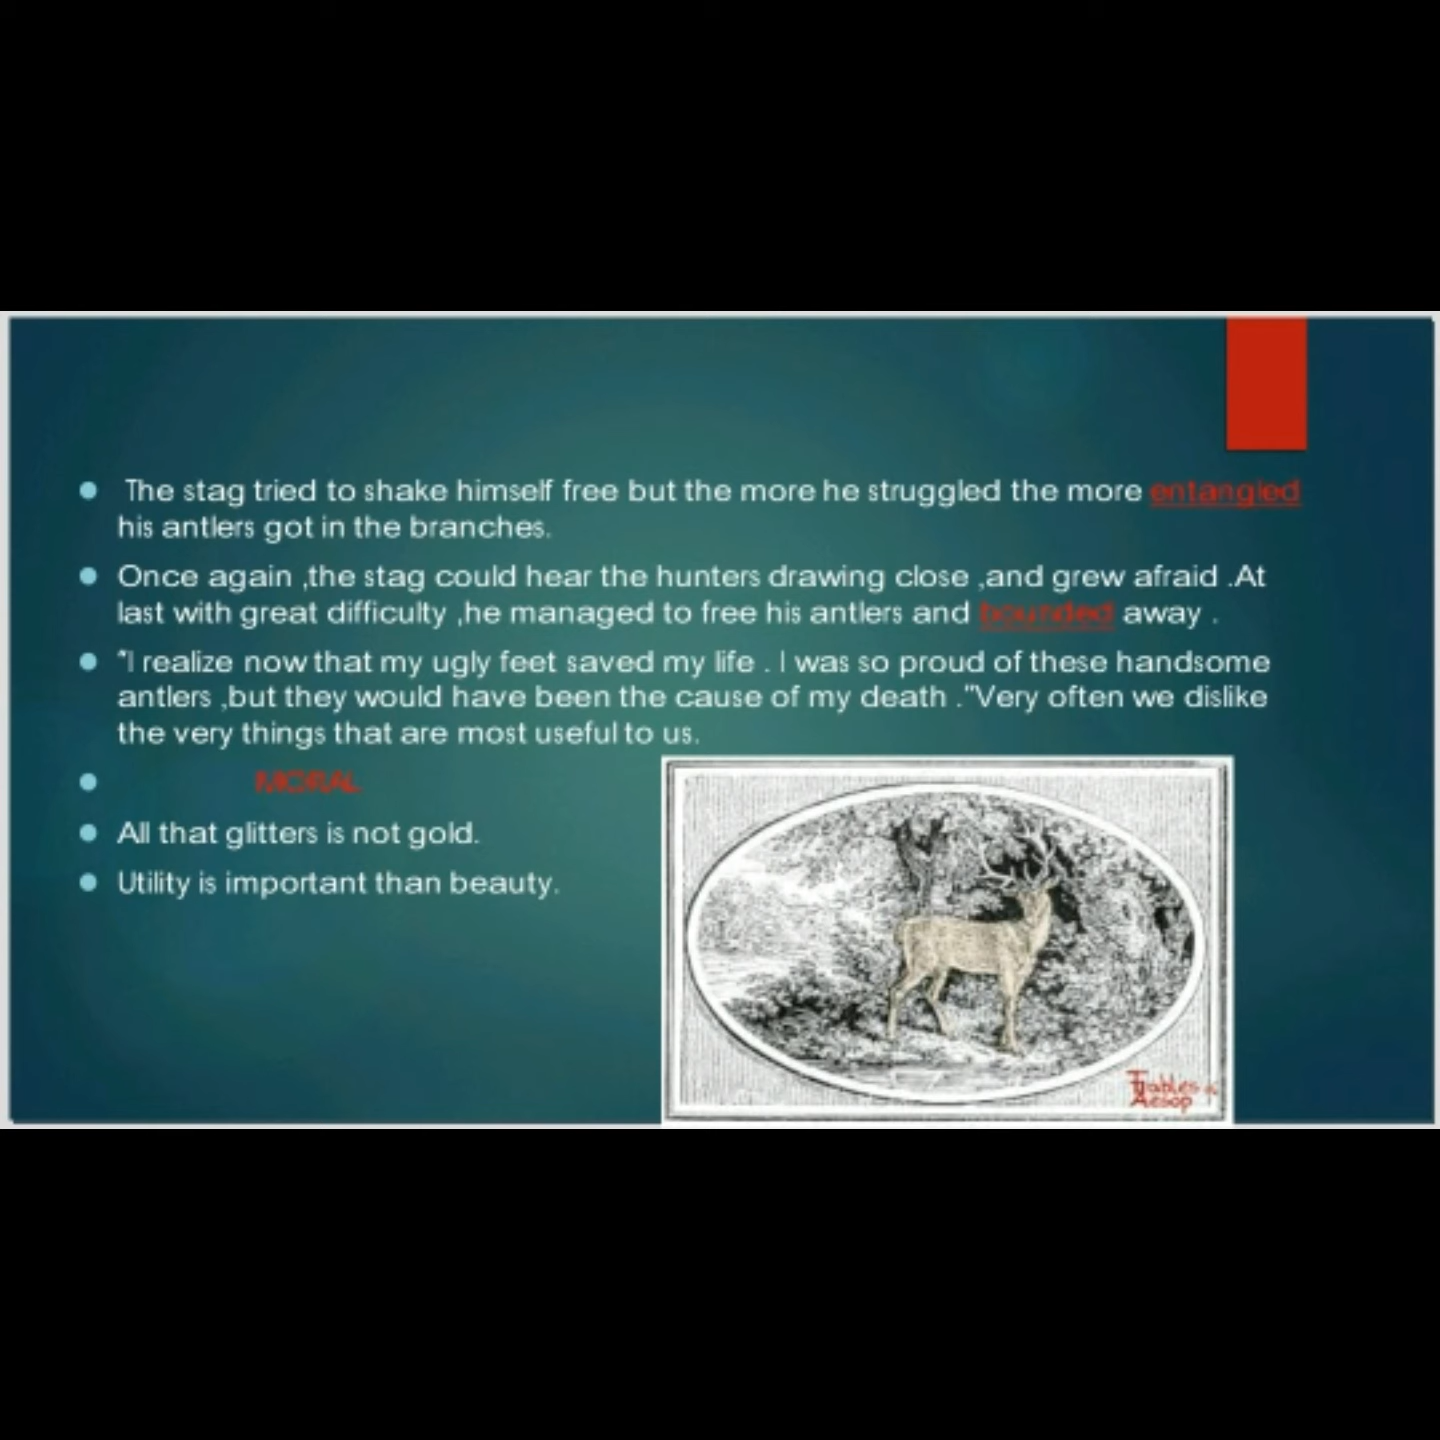 The stag tried to shake himself free but the more he struggled the more entangled
his antlers got in the branches.
Once again ,the stag could hear the hunters drawing close ,and grew afraid .At
last with great difficulty ,he managed to free his antlers and bounded away .
"I realize now that my ugly feet saved my life . I was so proud of these handsome
antlers ,but they would have been the cause of my death ."Very often we dislike
the very things that are most useful to us.
MORAL
All that glitters is not gold.
Utility is important than beauty.
Fables of
Aesop